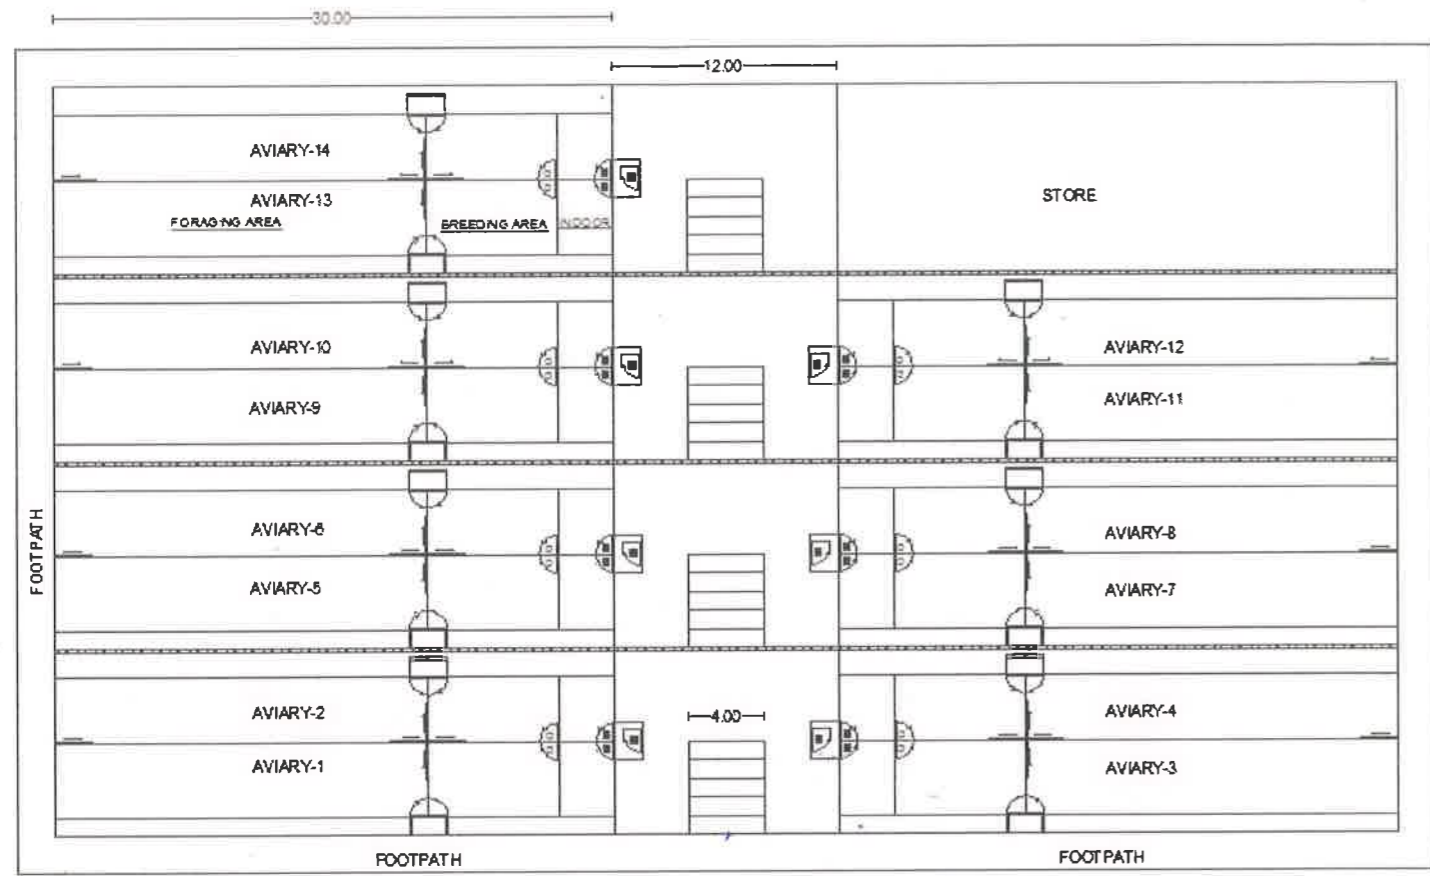 30.00
12.00
AVIARY-14
AVIARY-13
FORAGING AREA
BREEDING AREA
INDOOR
STORE
AVIARY-10
AVIARY-12
AVIARY-9
AVIARY-11
FOOTPATH
AVIARY-6
AVIARY-8
AVIARY-5
AVIARY-7
AVIARY-2
4.00
AVIARY-4
AVIARY-1
AVIARY-3
FOOTPATH
FOOTPATH